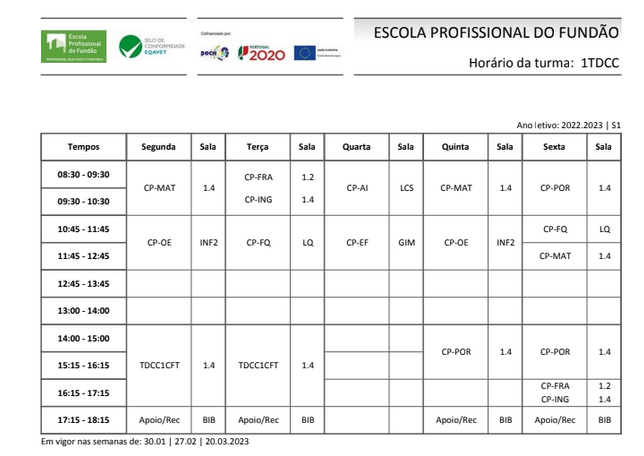 Escola
Profissional
do Fundão
SELO DE
CONFORMIDADE
EQAVET
Cofinanciado por:
POCH
PORTUGAL
2020
ESCOLA PROFISSIONAL DO FUNDÃO
Horário da turma: 1TDCC
Ano letivo: 2022.2023 | S1
Tempos Segunda Sala Terça Sala Quarta Sala Quinta Sala Sexta Sala
08:30 - 09:30 CP-MAT 1.4 CP-FRA 1.2 CP-AI LCS CP-MAT 1.4 CP-POR 1.4
09:30 - 10:30 CP-ING 1.4
10:45 - 11:45 CP-OE INF2 CP-FQ LQ CP-EF GIM CP-OE INF2 CP-FQ LQ
11:45 - 12:45 CP-MAT 1.4
12:45 - 13:45
13:00 - 14:00
14:00 - 15:00 CP-POR 1.4 CP-POR 1.4
15:15 - 16:15 TDCC1CFT 1.4 TDCC1CFT 1.4
16:15 - 17:15 CP-FRA 1.2
CP-ING 1.4
17:15 - 18:15 Apoio/Rec BIB Apoio/Rec BIB Apoio/Rec BIB Apoio/Rec BIB
Em vigor nas semanas de: 30.01 | 27.02 | 20.03.2023